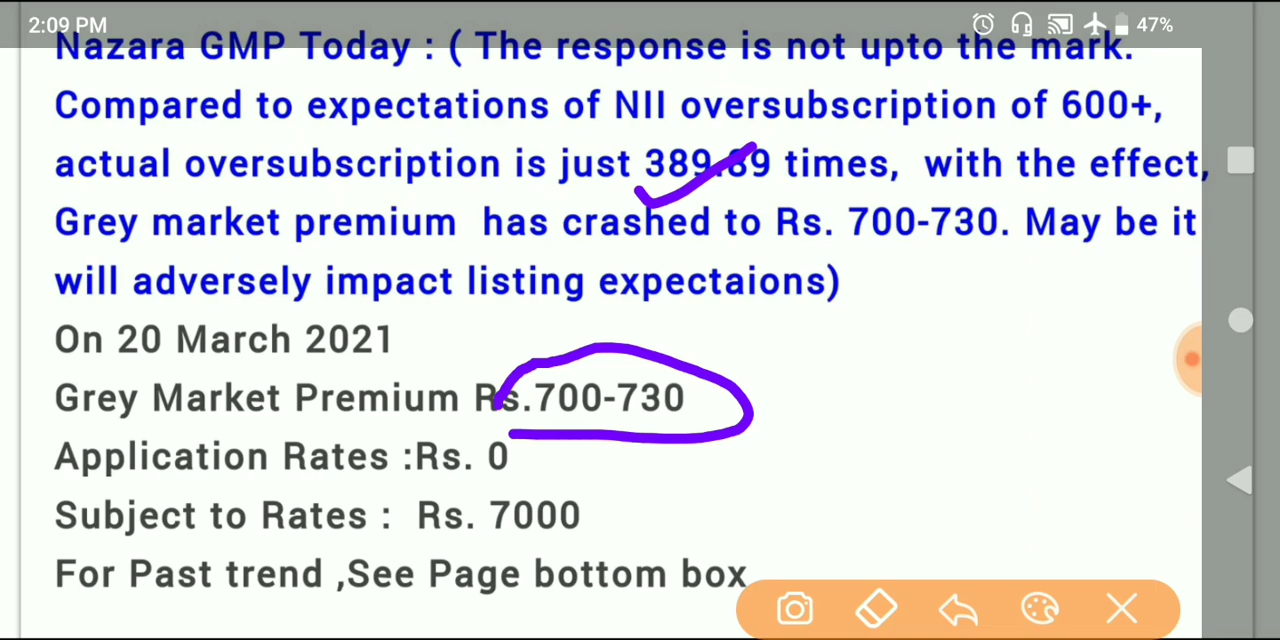 2:09 PM
47%
Nazara GMP Today : ( The response is not upto the mark.
Compared to expectations of NII oversubscription of 600+,
actual oversubscription is just 389.89 times, with the effect,
Grey market premium has crashed to Rs. 700-730. May be it
will adversely impact listing expectaions)
On 20 March 2021
Grey Market Premium Rs.700-730
Application Rates :Rs. 0
Subject to Rates : Rs. 7000
For Past trend ,See Page bottom box